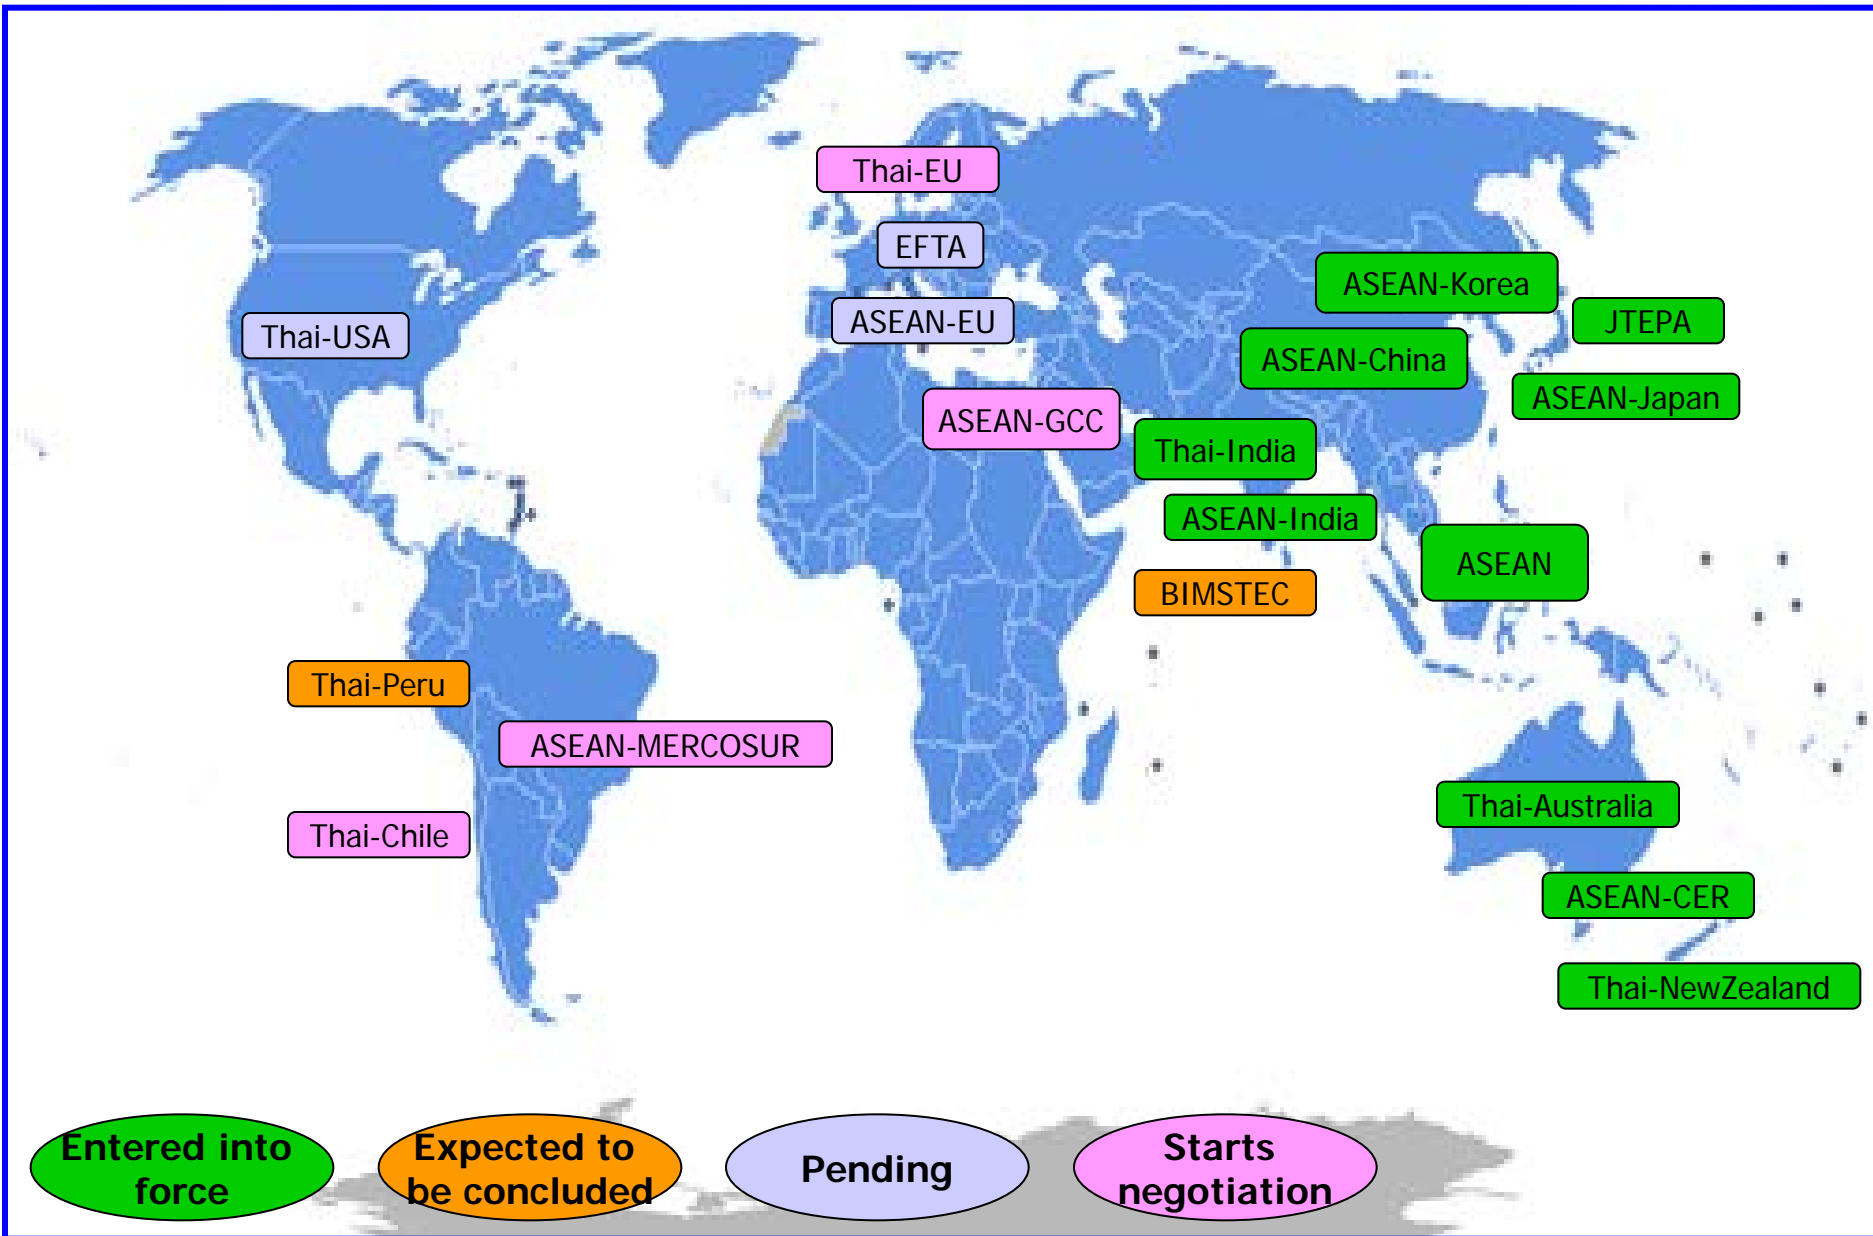 Thai-EU
EFTA
ASEAN-Korea
Thai-USA
ASEAN-EU
JTEPA
ASEAN-China
ASEAN-Japan
ASEAN-GCC
Thai-India
ASEAN-India
ASEAN
BIMSTEC
Thai-Peru
ASEAN-MERCOSUR
Thai-Australia
Thai-Chile
ASEAN-CER
Thai-NewZealand
Entered into
force
Expected to
be concluded
Pending
Starts
negotiation